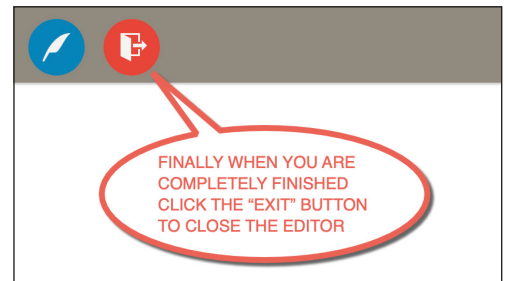 FINALLY WHEN YOU ARE
COMPLETELY FINISHED
CLICK THE “EXIT” BUTTON
TO CLOSE THE EDITOR